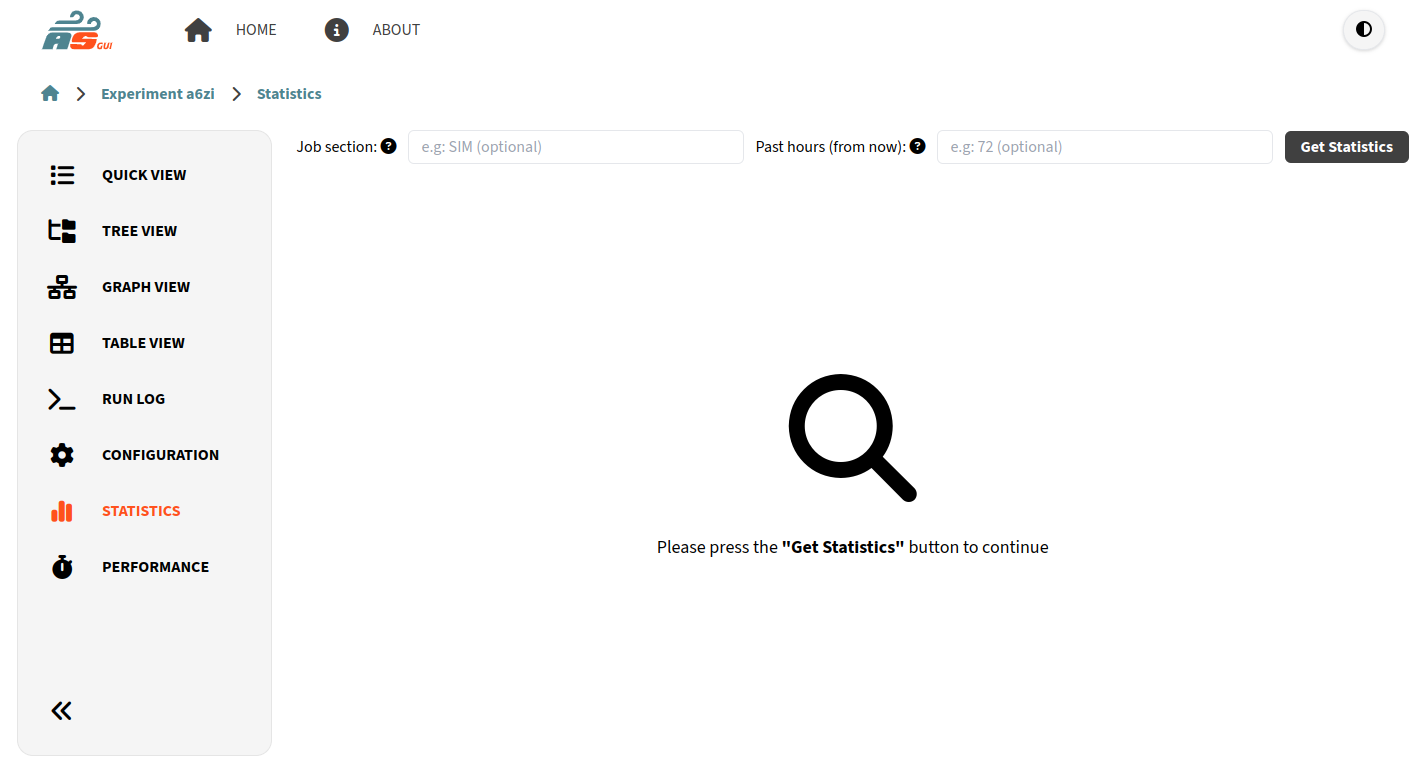 AS GUI
HOME
ABOUT
Experiment a6zi
Statistics
QUICK VIEW
TREE VIEW
GRAPH VIEW
TABLE VIEW
RUN LOG
CONFIGURATION
STATISTICS
PERFORMANCE
Job section:
e.g: SIM (optional)
Past hours (from now):
e.g: 72 (optional)
Get Statistics
Please press the "Get Statistics" button to continue